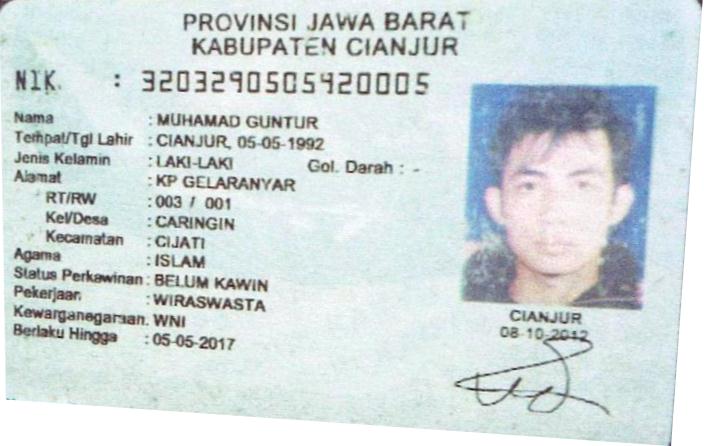 PROVINSI JAWA BARAT
KABUPATEN CIANJUR
NIK : 3203290505920005
Nama : MUHAMAD GUNTUR
Tempat/Tgl Lahir : CIANJUR, 05-05-1992
Jenis Kelamin : LAKI-LAKI Gol. Darah : -
Alamat : KP GELARANYAR
RT/RW : 003 / 001
Kel/Desa : CARINGIN
Kecamatan : CIJATI
Agama : ISLAM
Status Perkawinan : BELUM KAWIN
Pekerjaan : WIRASWASTA
Kewarganegaraan. WNI
Berlaku Hingga : 05-05-2017
CIANJUR
08-10-2012